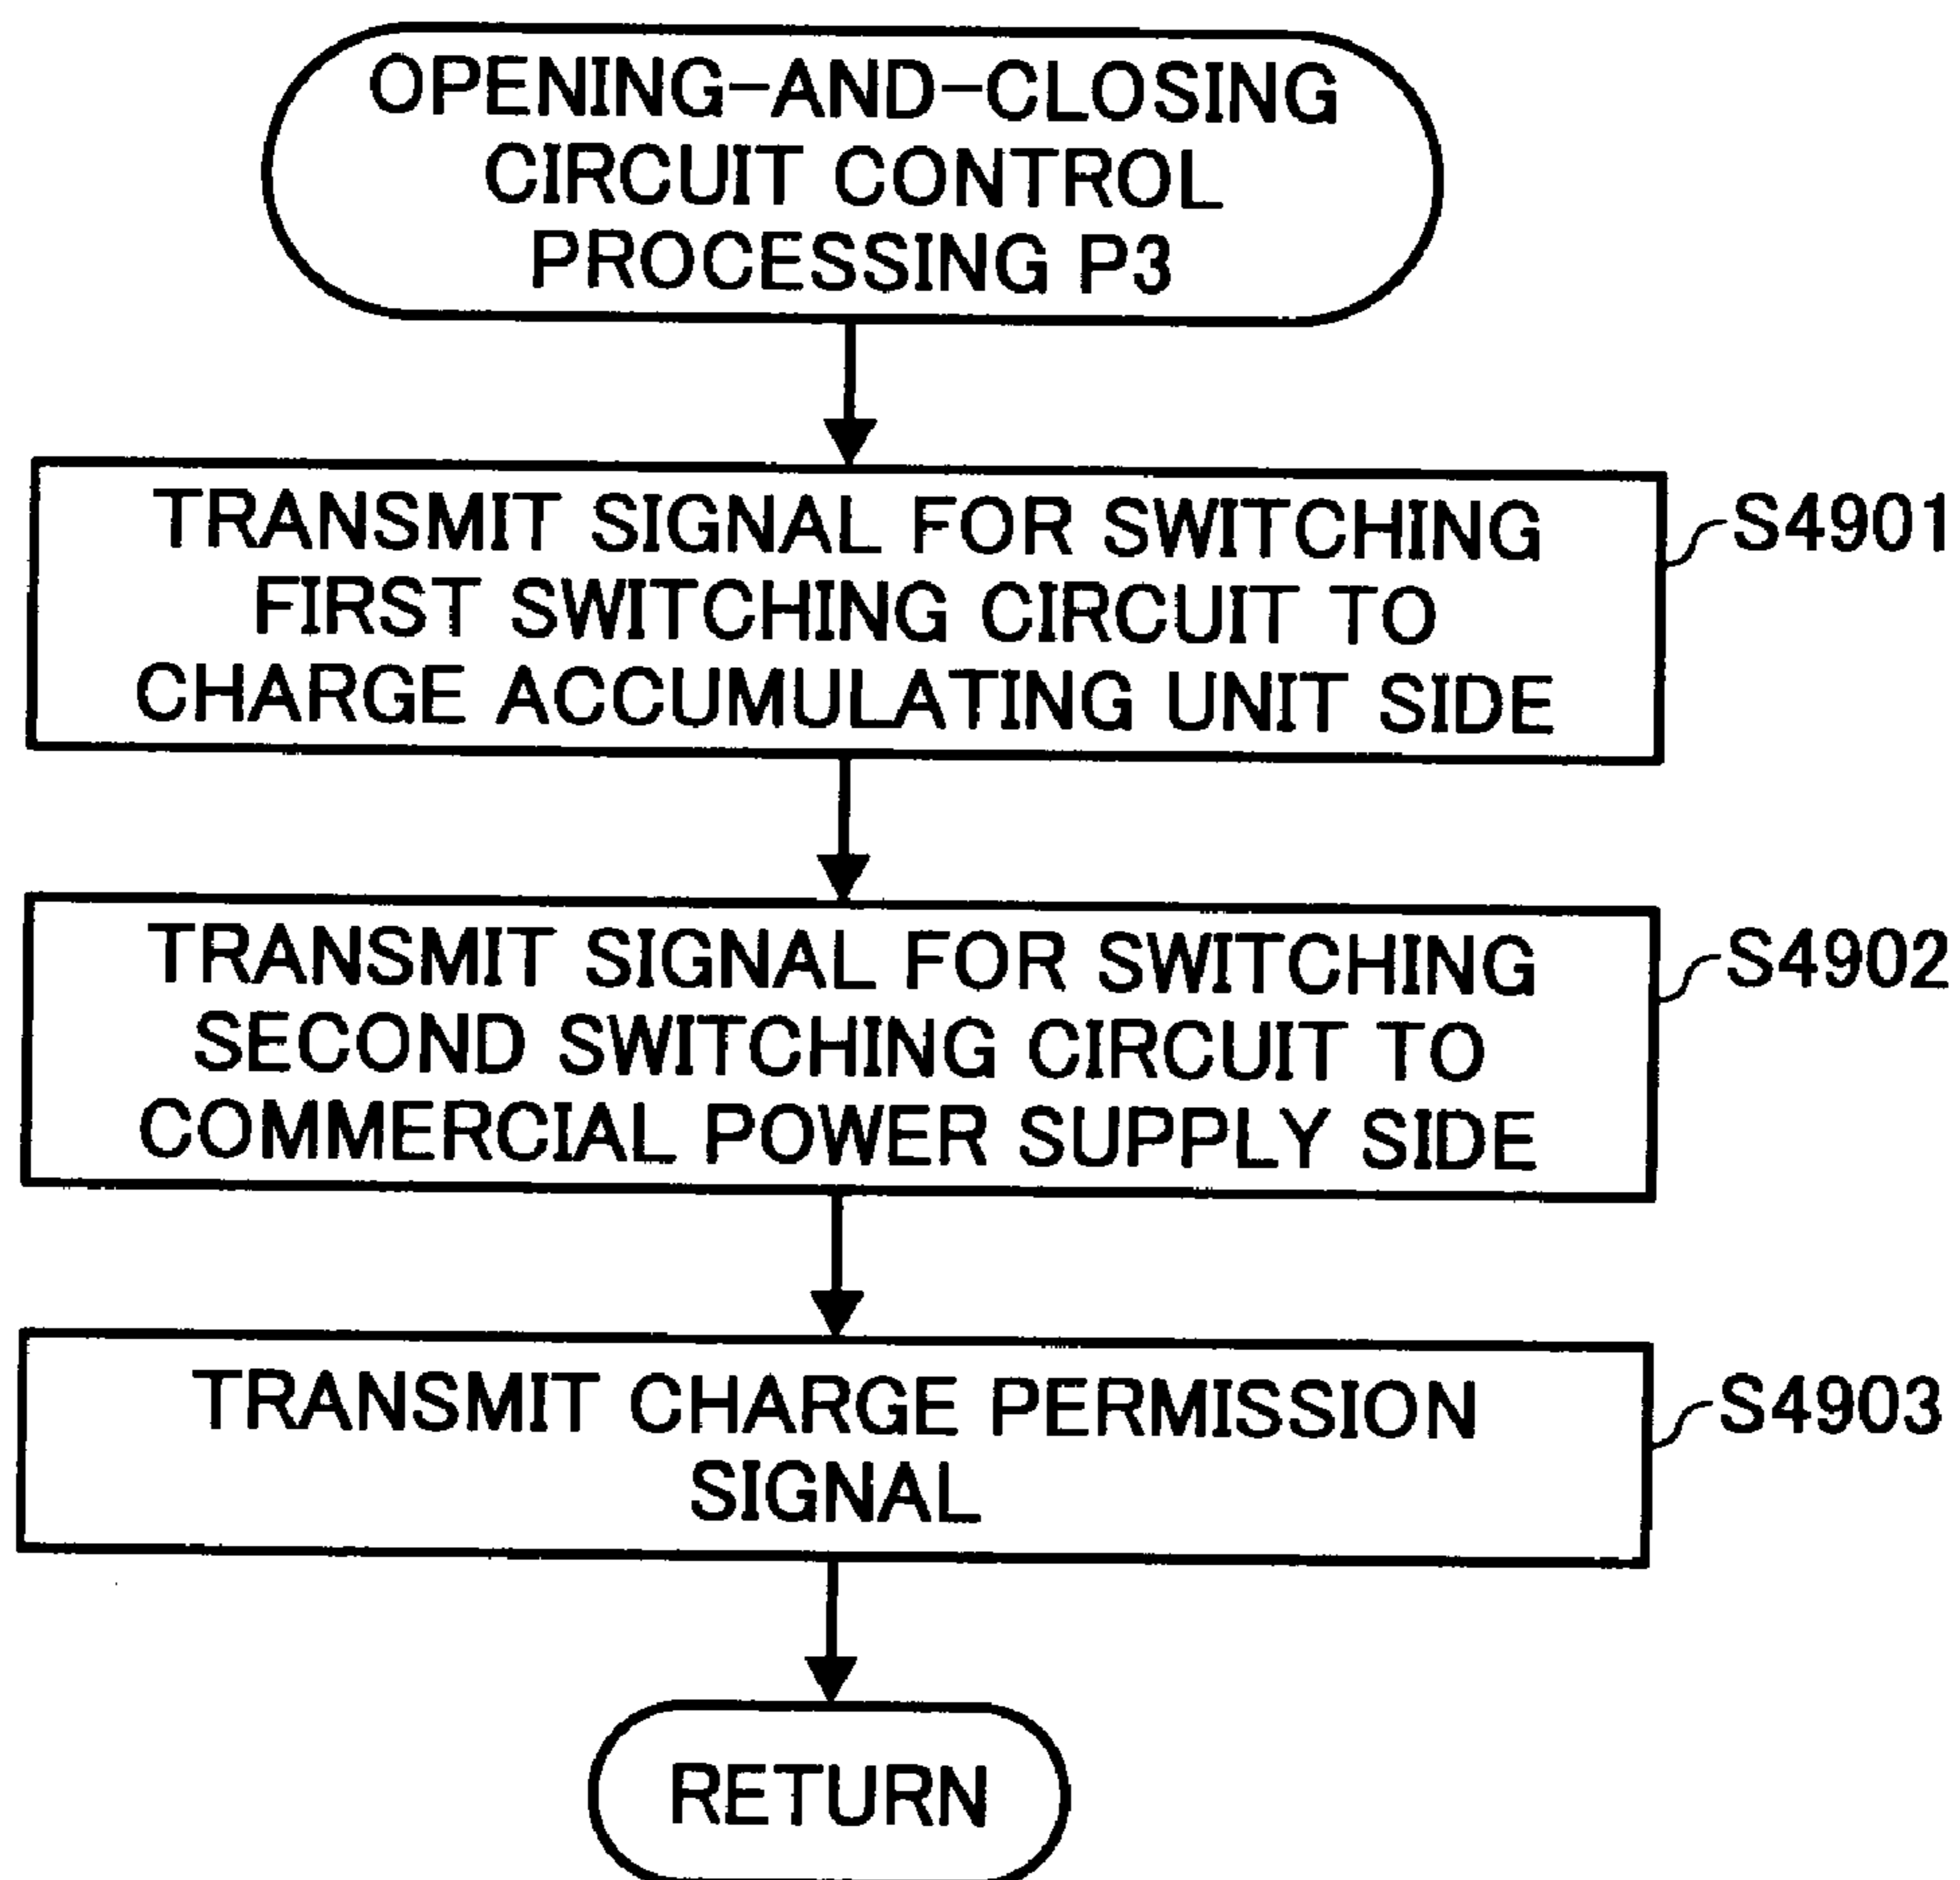 OPENING-AND-CLOSING
CIRCUIT CONTROL
PROCESSING P3
TRANSMIT SIGNAL FOR SWITCHING
FIRST SWITCHING CIRCUIT TO
CHARGE ACCUMULATING UNIT SIDE
S4901
TRANSMIT SIGNAL FOR SWITCHING
SECOND SWITCHING CIRCUIT TO
COMMERCIAL POWER SUPPLY SIDE
S4902
TRANSMIT CHARGE PERMISSION
SIGNAL
S4903
RETURN